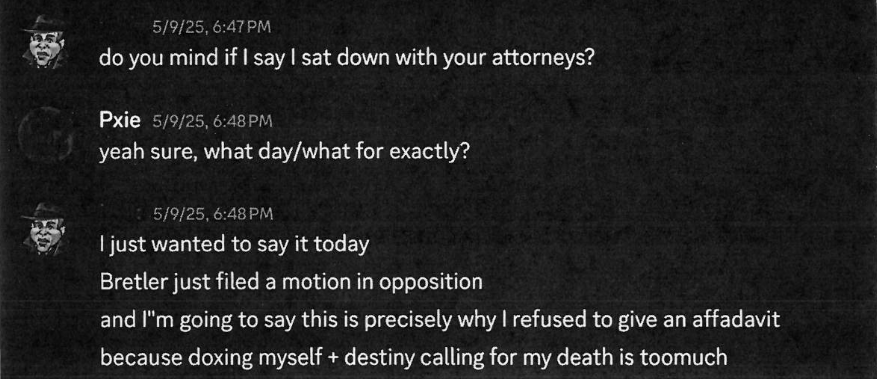 5/9/25, 6:47 PM
do you mind if I say I sat down with your attorneys?
Pxie 5/9/25, 6:48 PM
yeah sure, what day/what for exactly?
5/9/25, 6:48 PM
I just wanted to say it today
Bretler just filed a motion in opposition
and I"m going to say this is precisely why I refused to give an affadavit
because doxing myself + destiny calling for my death is toomuch